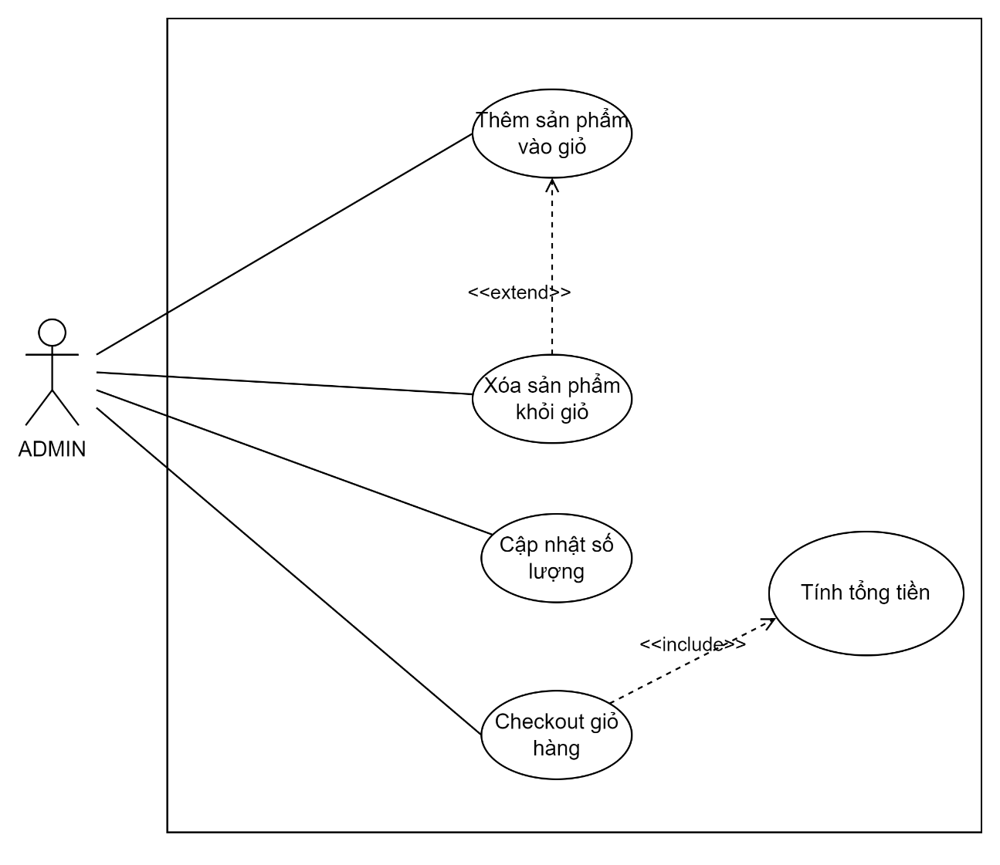 Thêm sản phẩm
vào giỏ
<<extend>>
Xóa sản phẩm
khỏi giỏ
ADMIN
Cập nhật số
lượng
Tính tổng tiền
<<include>>
Checkout giỏ
hàng